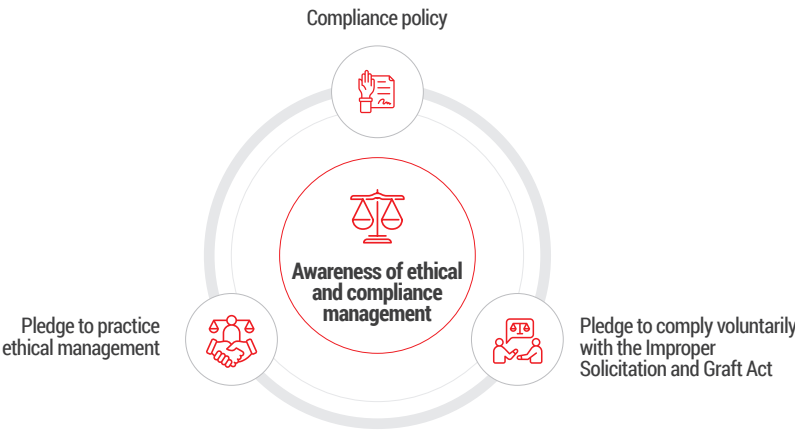 Compliance policy
Awareness of ethical
and compliance
management
Pledge to practice
ethical management
Pledge to comply voluntarily
with the Improper
Solicitation and Graft Act